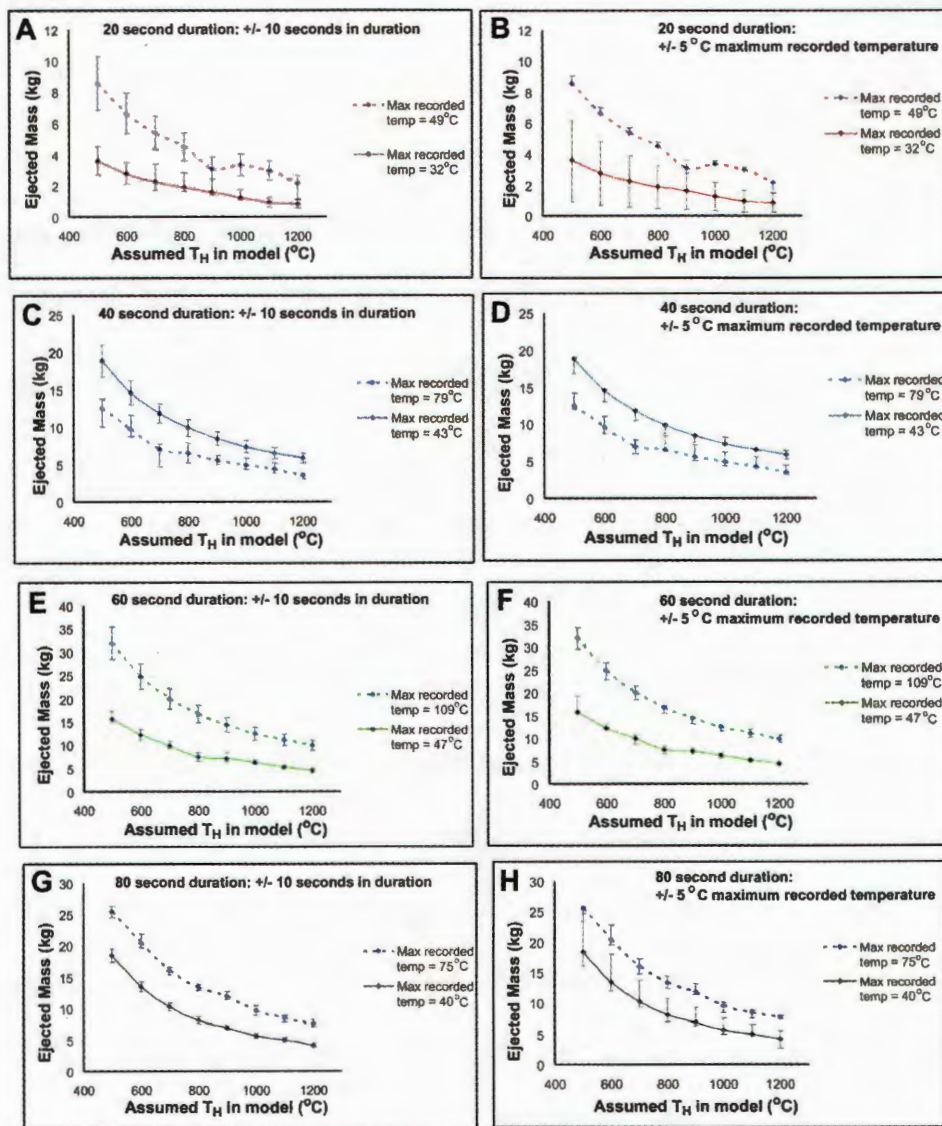 A
20 second duration: +/- 10 seconds in duration
12
10
8
6
4
2
0
Ejected Mass (kg)
400
600
800
1000
1200
Assumed TH in model (°C)
Max recorded
temp = 49°C
Max recorded
temp = 32°C
B
20 second duration:
+/- 5°C maximum recorded temperature
12
10
8
6
4
2
0
Ejected Mass (kg)
400
600
800
1000
1200
Assumed TH in model (°C)
Max recorded
temp = 49°C
Max recorded
temp = 32°C
C
40 second duration: +/- 10 seconds in duration
25
20
15
10
5
0
Ejected Mass (kg)
400
600
800
1000
1200
Assumed TH in model (°C)
Max recorded
temp = 79°C
Max recorded
temp = 43°C
D
40 second duration:
+/- 5°C maximum recorded temperature
25
20
15
10
5
0
Ejected Mass (kg)
400
600
800
1000
1200
Assumed TH in model (°C)
Max recorded
temp = 79°C
Max recorded
temp = 43°C
E
60 second duration: +/- 10 seconds in duration
40
35
30
25
20
15
10
5
0
Ejected Mass (kg)
400
600
800
1000
1200
Assumed TH in model (°C)
Max recorded
temp = 109°C
Max recorded
temp = 47°C
F
60 second duration:
+/- 5°C maximum recorded temperature
40
35
30
25
20
15
10
5
0
Ejected Mass (kg)
400
600
800
1000
1200
Assumed TH in model (°C)
Max recorded
temp = 109°C
Max recorded
temp = 47°C
G
80 second duration: +/- 10 seconds in duration
30
25
20
15
10
5
0
Ejected Mass (kg)
400
600
800
1000
1200
Assumed TH in model (°C)
Max recorded
temp = 75°C
Max recorded
temp = 40°C
H
80 second duration:
+/- 5°C maximum recorded temperature
30
25
20
15
10
5
0
Ejected Mass (kg)
400
600
800
1000
1200
Assumed TH in model (°C)
Max recorded
temp = 75°C
Max recorded
temp = 40°C